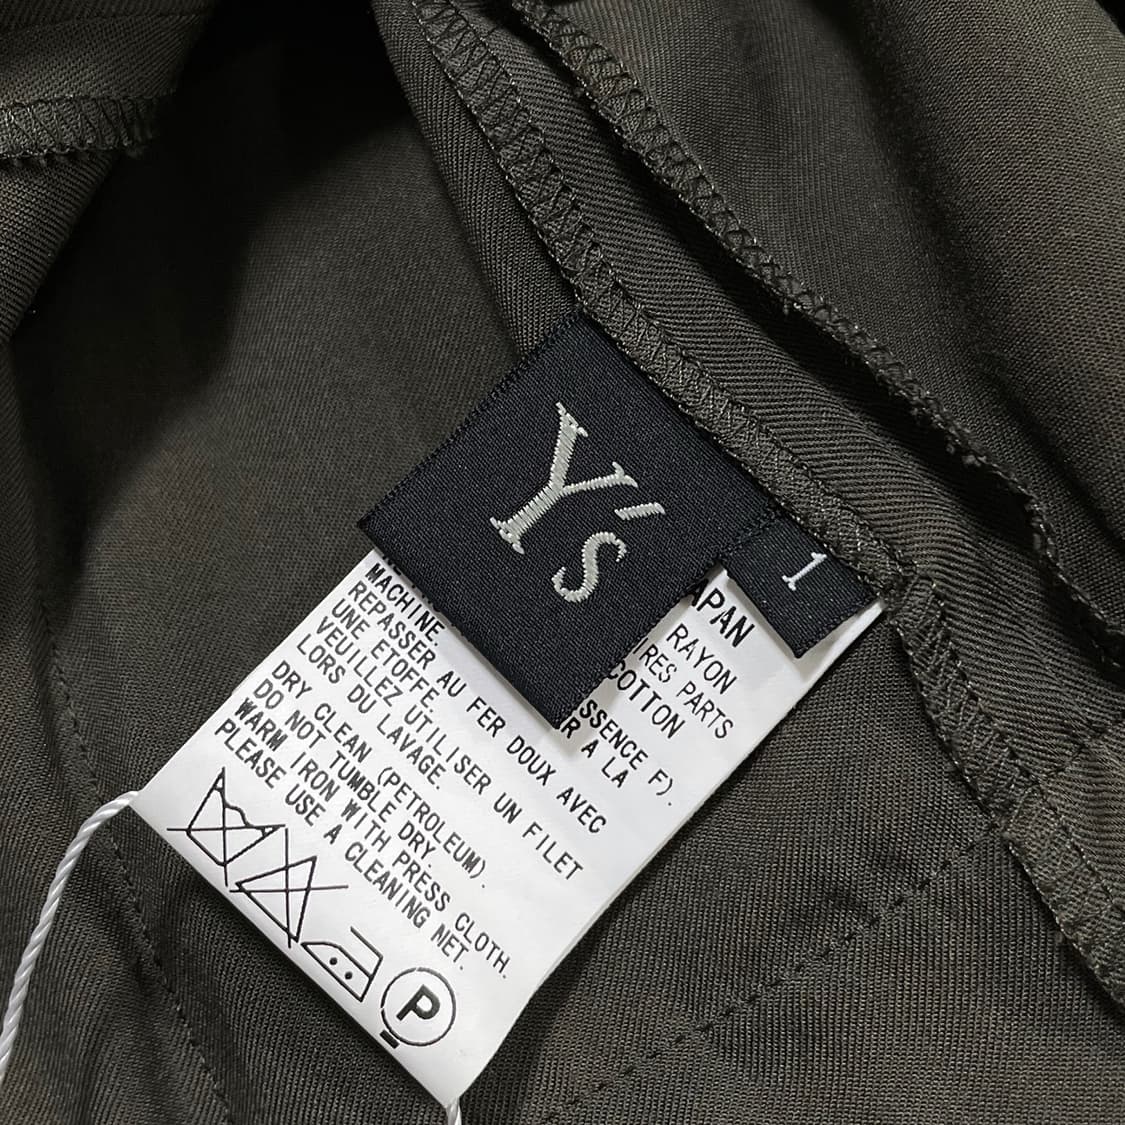 Y's
1
APAN
RAYON
IRES PARTS
COTTON
SSENCE F).
R A LA
MACHINE.
REPASSER AU FER DOUX AVEC
UNE ETOFFE.
VEUILLEZ UTILISER UN FILET
LORS DU LAVAGE.
DRY CLEAN (PETROLEUM).
DO NOT TUMBLE DRY.
WARM IRON WITH PRESS CLOTH.
PLEASE USE A CLEANING NET.
P